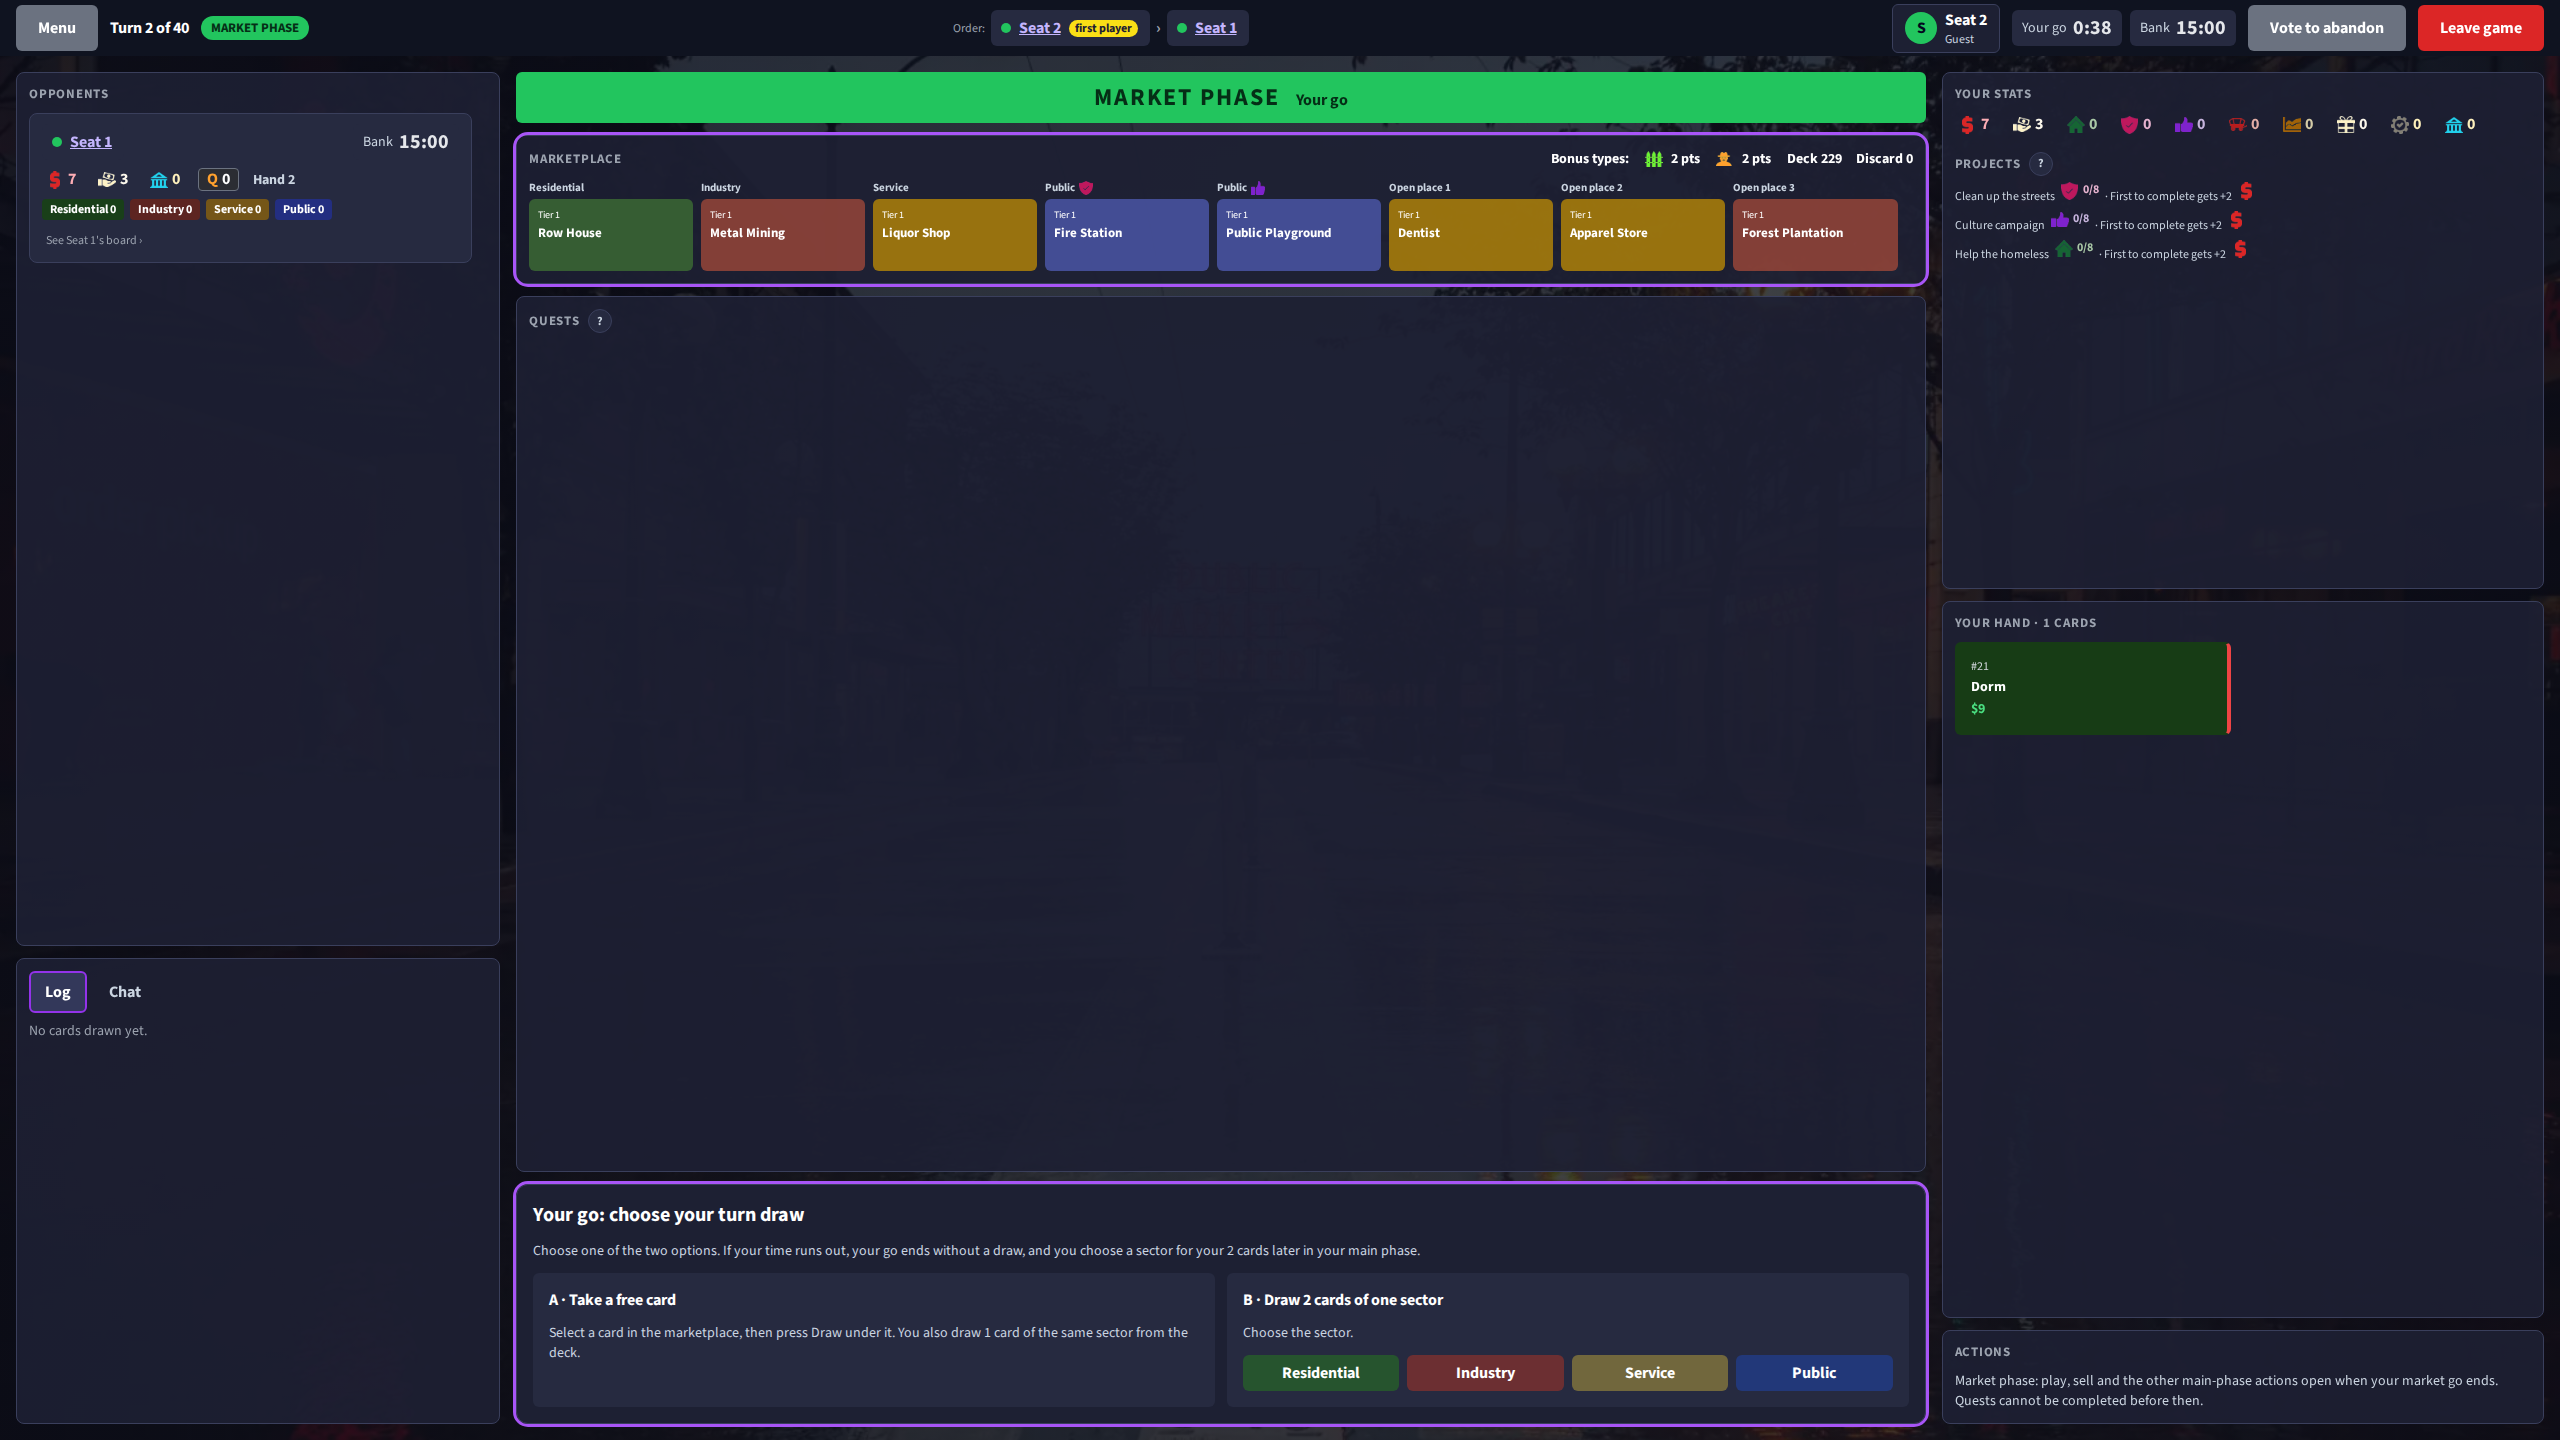 Menu
Turn 2 of 40
MARKET PHASE
Order:
Seat 2
first player
›
Seat 1
S
Seat 2
Guest
Your go 0:38
Bank 15:00
Vote to abandon
Leave game
OPPONENTS
Seat 1
Bank 15:00
7
3
0
Q 0
Hand 2
Residential 0
Industry 0
Service 0
Public 0
See Seat 1's board ›
Log
Chat
No cards drawn yet.
MARKET PHASE Your go
MARKETPLACE
Bonus types: 2 pts 2 pts Deck 229 Discard 0
Residential
Tier 1
Row House
Industry
Tier 1
Metal Mining
Service
Tier 1
Liquor Shop
Public
Tier 1
Fire Station
Public
Tier 1
Public Playground
Open place 1
Tier 1
Dentist
Open place 2
Tier 1
Apparel Store
Open place 3
Tier 1
Forest Plantation
QUESTS ?
Your go: choose your turn draw
Choose one of the two options. If your time runs out, your go ends without a draw, and you choose a sector for your 2 cards later in your main phase.
A · Take a free card
Select a card in the marketplace, then press Draw under it. You also draw 1 card of the same sector from the
deck.
B · Draw 2 cards of one sector
Choose the sector.
Residential
Industry
Service
Public
YOUR STATS
$ 7 3 0 0 0 0 0 0 0 0
PROJECTS ?
Clean up the streets 0/8 · First to complete gets +2 $
Culture campaign 0/8 · First to complete gets +2 $
Help the homeless 0/8 · First to complete gets +2 $
YOUR HAND · 1 CARDS
#21
Dorm
$9
ACTIONS
Market phase: play, sell and the other main-phase actions open when your market go ends.
Quests cannot be completed before then.